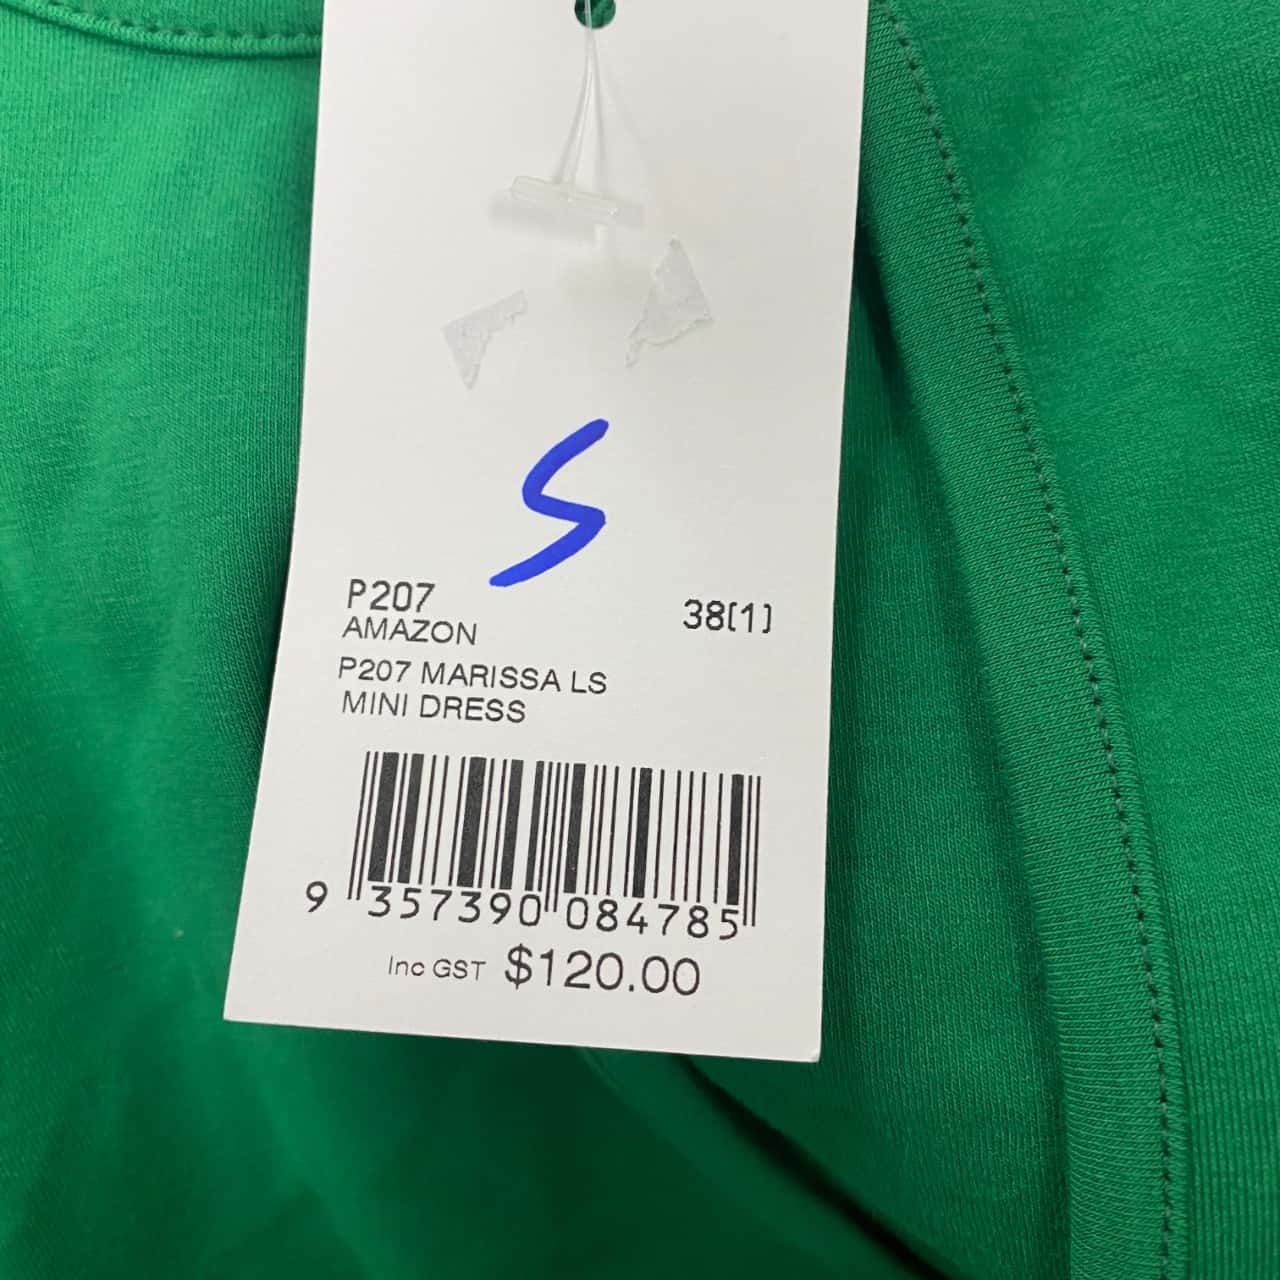 S
P207 38(1)
AMAZON
P207 MARISSA LS
MINI DRESS
9 357390 084785
Inc GST $120.00